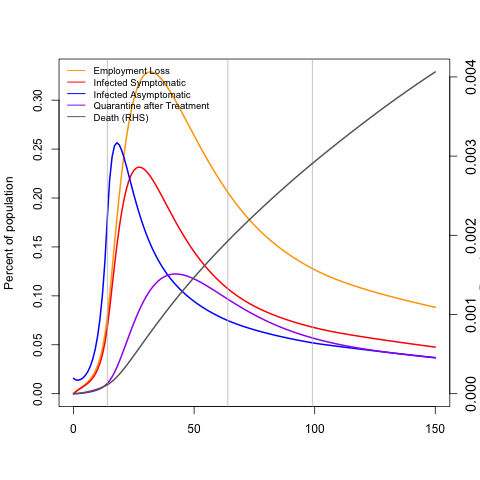 Employment Loss
Infected Symptomatic
Infected Asymptomatic
Quarantine after Treatment
Death (RHS)
Percent of population
0.00
0.05
0.10
0.15
0.20
0.25
0.30
0.000
0.001
0.002
0.003
0.004
0
50
100
150